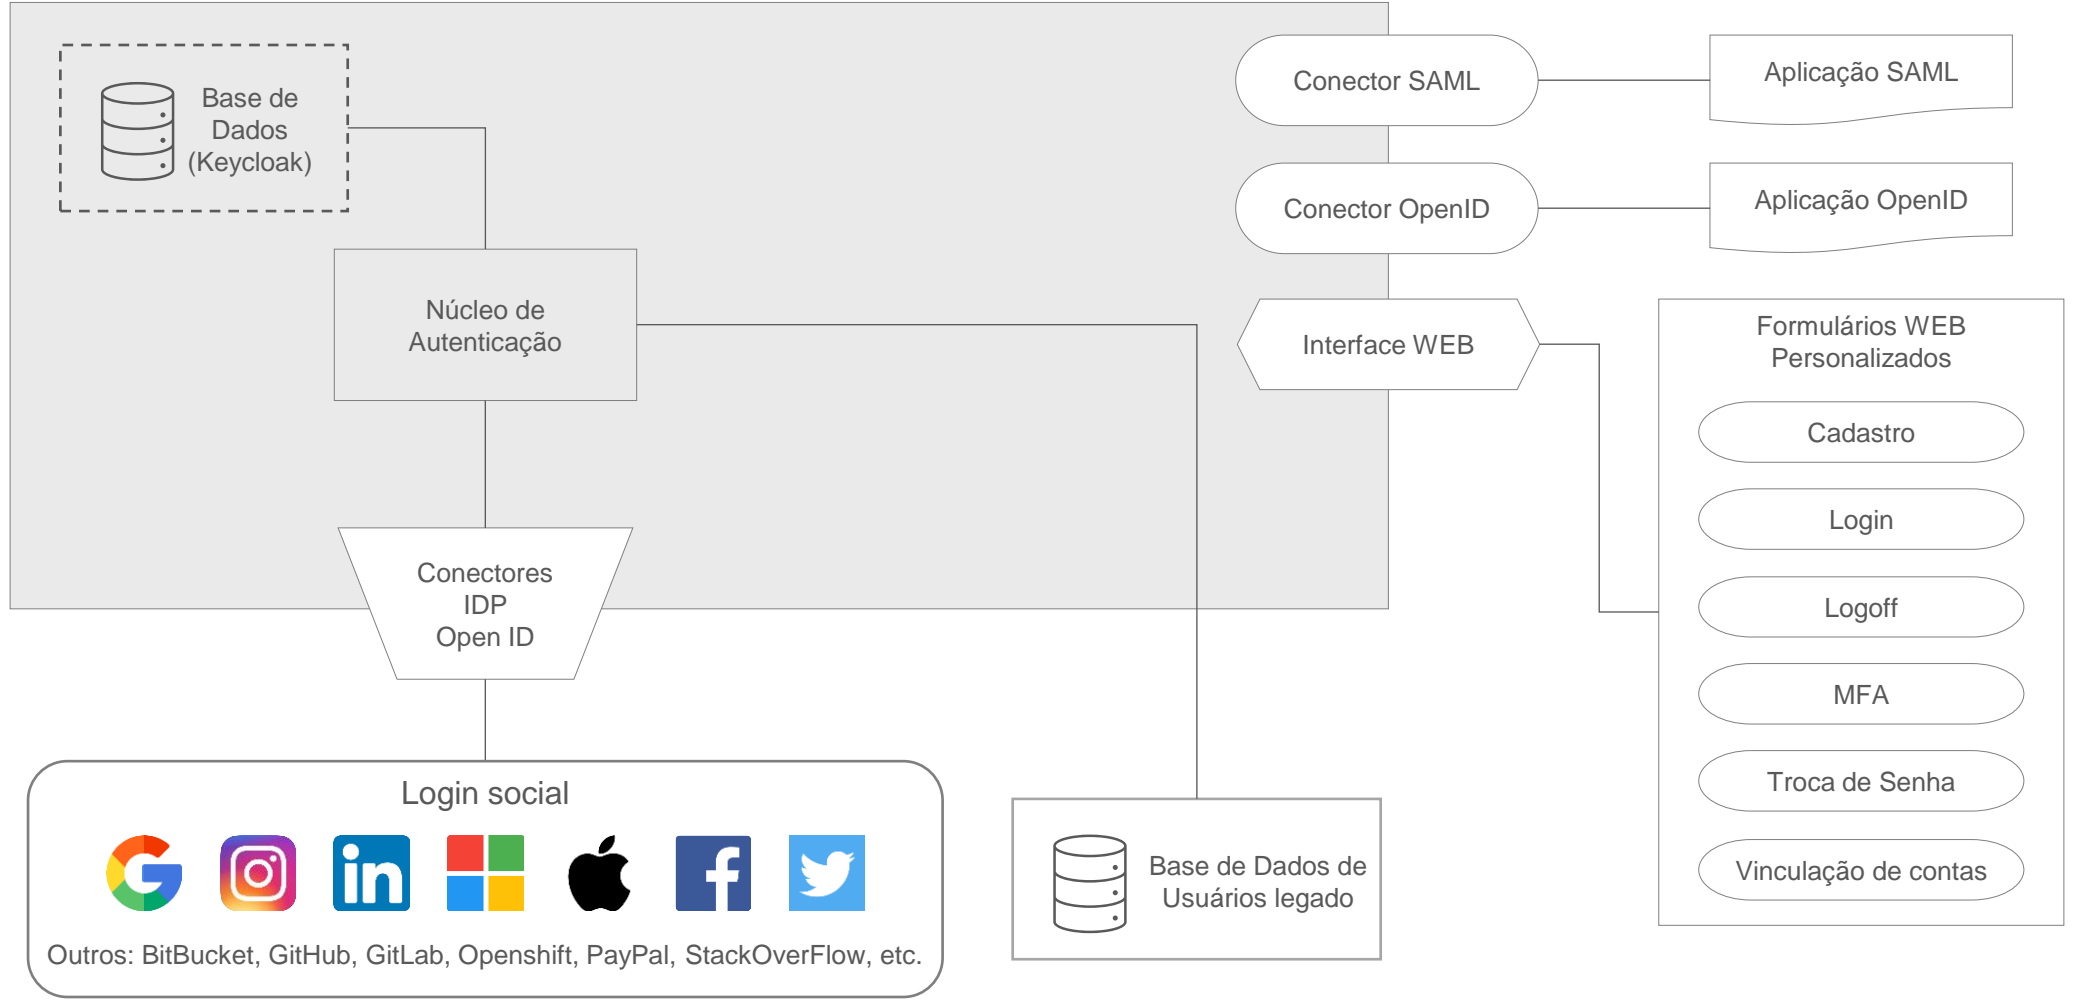 Base de
Dados
(Keycloak)
Núcleo de
Autenticação
Conectores
IDP
Open ID
Login social
in
f
Outros: BitBucket, GitHub, GitLab, Openshift, PayPal, StackOverFlow, etc.
Base de Dados de
Usuários legado
Conector SAML
Aplicação SAML
Conector OpenID
Aplicação OpenID
Interface WEB
Formulários WEB
Personalizados
Cadastro
Login
Logoff
MFA
Troca de Senha
Vinculação de contas